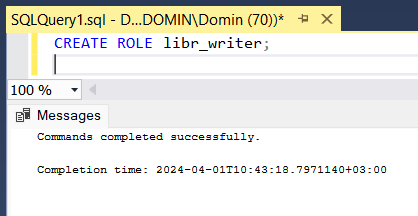 SQLQuery1.sql - D...DOMIN\Domin (70))*
CREATE ROLE libr_writer;
100 %
Messages
Commands completed successfully.
Completion time: 2024-04-01T10:43:18.7971140+03:00